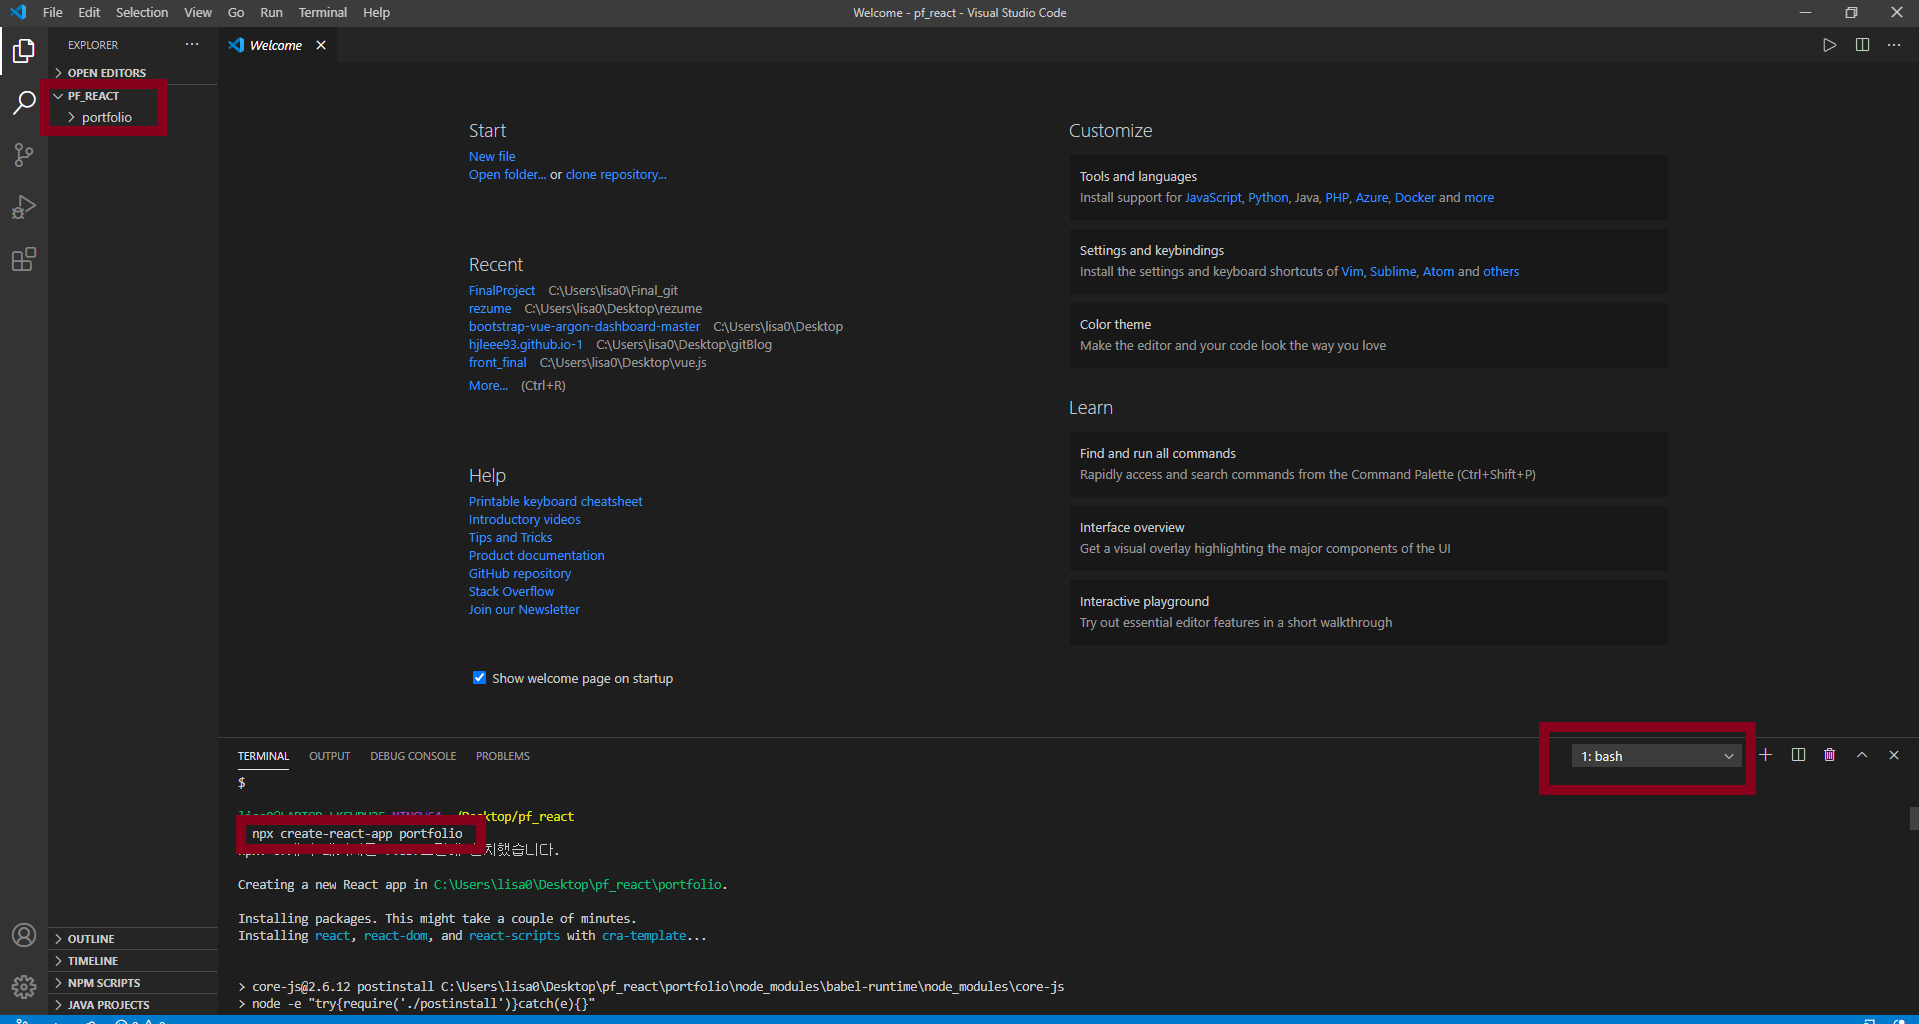 File Edit Selection View Go Run Terminal Help
Welcome - pf_react - Visual Studio Code
EXPLORER
OPEN EDITORS
PF_REACT
portfolio
Welcome
Start
New file
Open folder... or clone repository...
Recent
FinalProject C:\Users\lisa0\Final_git
rezume C:\Users\lisa0\Desktop\rezume
bootstrap-vue-argon-dashboard-master C:\Users\lisa0\Desktop
hjleee93.github.io-1 C:\Users\lisa0\Desktop\gitBlog
front_final C:\Users\lisa0\Desktop\vue.js
More... (Ctrl+R)
Help
Printable keyboard cheatsheet
Introductory videos
Tips and Tricks
Product documentation
GitHub repository
Stack Overflow
Join our Newsletter
Show welcome page on startup
Customize
Tools and languages
Install support for JavaScript, Python, Java, PHP, Azure, Docker and more
Settings and keybindings
Install the settings and keyboard shortcuts of Vim, Sublime, Atom and others
Color theme
Make the editor and your code look the way you love
Learn
Find and run all commands
Rapidly access and search commands from the Command Palette (Ctrl+Shift+P)
Interface overview
Get a visual overlay highlighting the major components of the UI
Interactive playground
Try out essential editor features in a short walkthrough
TERMINAL OUTPUT DEBUG CONSOLE PROBLEMS
1: bash
$
/Desktop/pf_react
npx create-react-app portfolio
치했습니다.
Creating a new React app in C:\Users\lisa0\Desktop\pf_react\portfolio.
Installing packages. This might take a couple of minutes.
Installing react, react-dom, and react-scripts with cra-template...
> core-js@2.6.12 postinstall C:\Users\lisa0\Desktop\pf_react\portfolio\node_modules\babel-runtime\node_modules\core-js
> node -e "try{require('./postinstall')}catch(e){}"
OUTLINE
TIMELINE
NPM SCRIPTS
JAVA PROJECTS